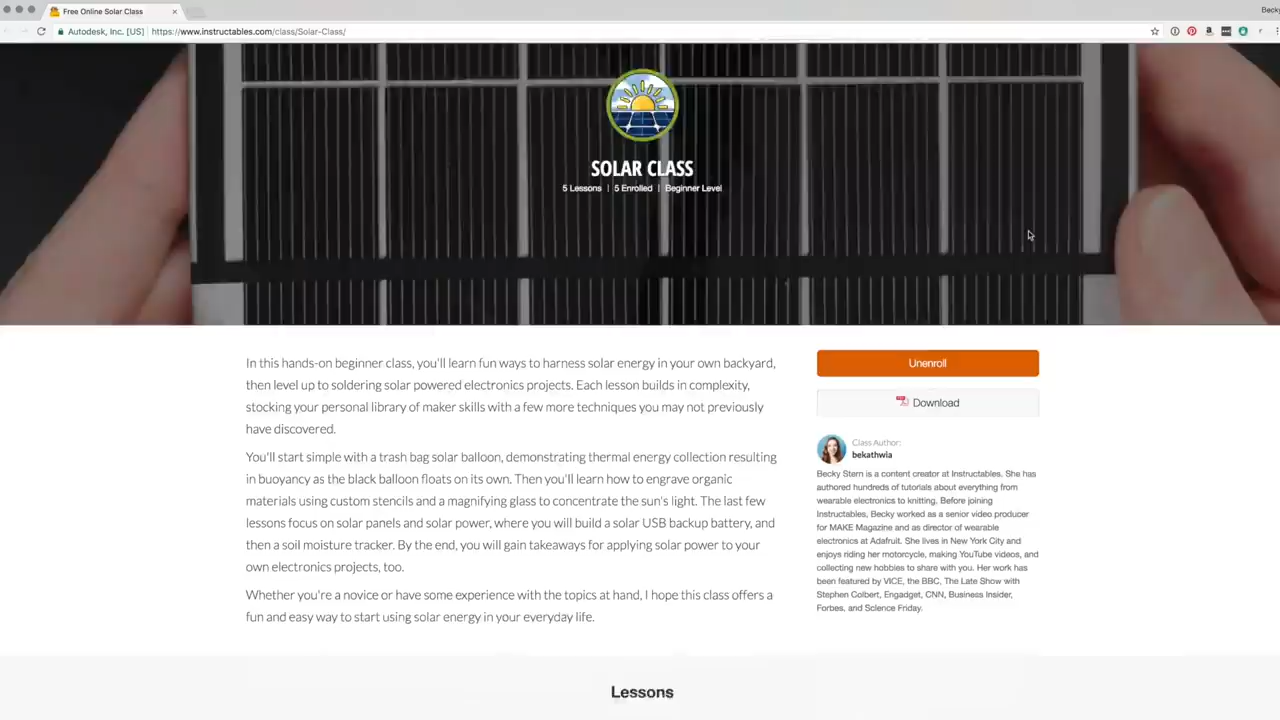 Free Online Solar Class
Becky
Autodesk, Inc. [US]
https://www.instructables.com/class/Solar-Class/
SOLAR CLASS
5 Lessons | 5 Enrolled | Beginner Level
In this hands-on beginner class, you'll learn fun ways to harness solar energy in your own backyard,
then level up to soldering solar powered electronics projects. Each lesson builds in complexity,
stocking your personal library of maker skills with a few more techniques you may not previously
have discovered.
You'll start simple with a trash bag solar balloon, demonstrating thermal energy collection resulting
in buoyancy as the black balloon floats on its own. Then you'll learn how to engrave organic
materials using custom stencils and a magnifying glass to concentrate the sun's light. The last few
lessons focus on solar panels and solar power, where you will build a solar USB backup battery, and
then a soil moisture tracker. By the end, you will gain takeaways for applying solar power to your
own electronics projects, too.
Whether you're a novice or have some experience with the topics at hand, I hope this class offers a
fun and easy way to start using solar energy in your everyday life.
Unenroll
Download
Class Author:
bekathwia
Becky Stern is a content creator at Instructables. She has
authored hundreds of tutorials about everything from
wearable electronics to knitting. Before joining
Instructables, Becky worked as a senior video producer
for MAKE Magazine and as director of wearable
electronics at Adafruit. She lives in New York City and
enjoys riding her motorcycle, making YouTube videos, and
collecting new hobbies to share with you. Her work has
been featured by VICE, the BBC, The Late Show with
Stephen Colbert, Engadget, CNN, Business Insider,
Forbes, and Science Friday.
Lessons